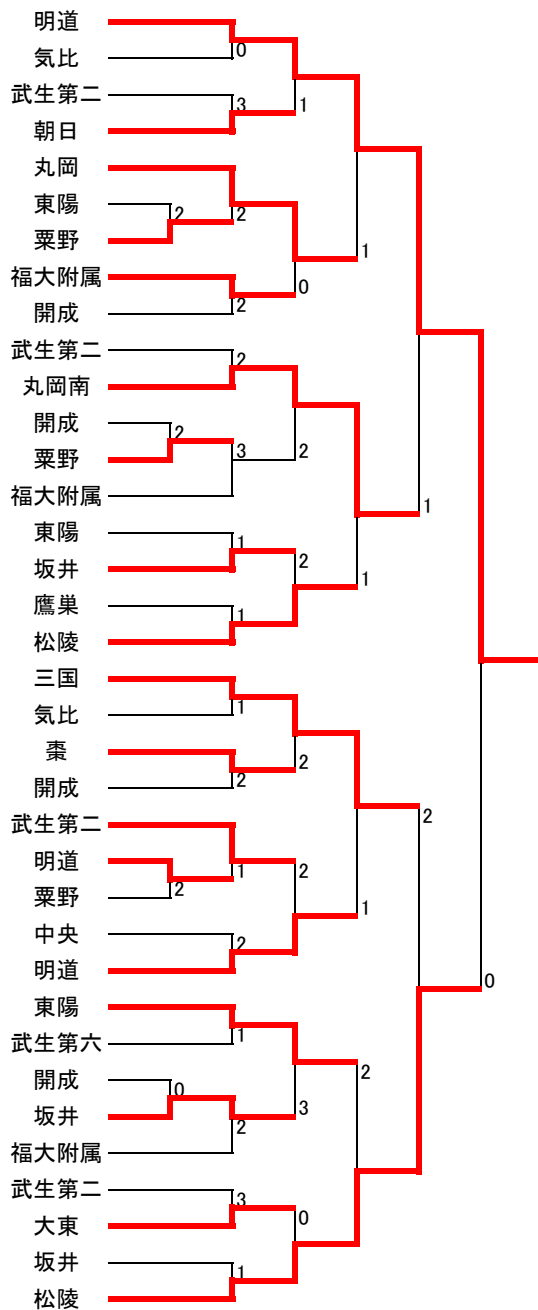 明道
気比
0
武生第二
3
1
朝日
丸岡
東陽
2
2
粟野
1
福大附属
0
開成
2
武生第二
2
丸岡南
開成
2
粟野
3
2
福大附属
1
東陽
1
坂井
2
1
鷹巣
1
松陵
三国
気比
1
棗
2
開成
2
2
武生第二
明道
1
2
粟野
2
1
中央
2
明道
0
東陽
武生第六
1
開成
0
2
坂井
2
3
福大附属
武生第二
3
大東
0
坂井
1
松陵